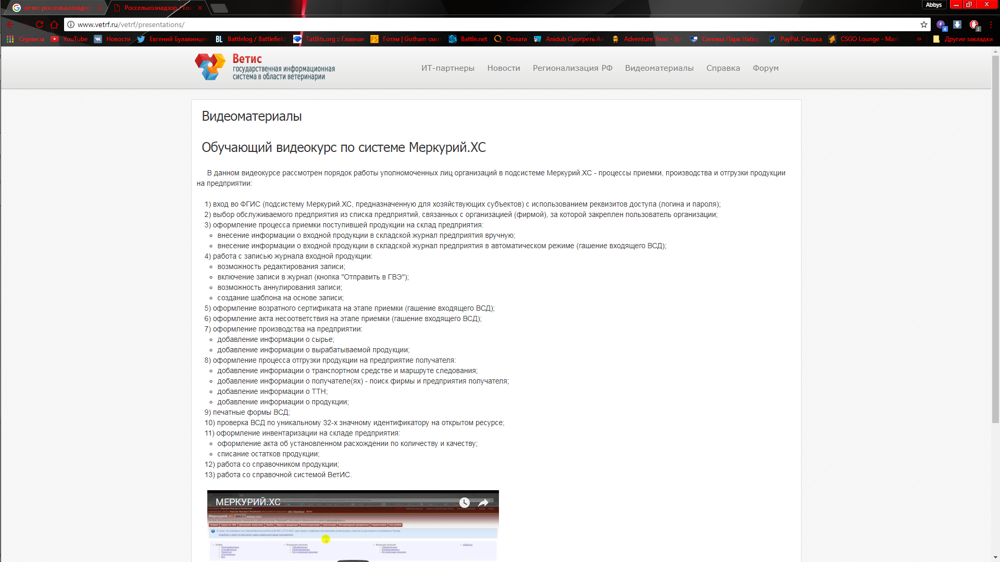 ветис россельхознадзор
Россельхознадзор / Гос
Abbys
www.vetrf.ru/vetrf/presentations/
4
2
Сервисы
YouTube
Новости
Евгений Булавинцев
Battlelog / Battlefield
TatBits.org :: Главная
Готэм | Gotham смо
Battle.net
Оплата
Anidub Смотреть Ан
Adventure Time - Вр
Синема Парк Набер
PayPal. Сводка
CSGO Lounge - Mark
»
Другие закладки
Ветис
государственная информационная
система в области ветеринарии
ИТ-партнеры
Новости
Регионализация РФ
Видеоматериалы
Справка
Форум
Видеоматериалы
Обучающий видеокурс по системе Меркурий.ХС
В данном видеокурсе рассмотрен порядок работы уполномоченных лиц организаций в подсистеме Меркурий.ХС - процессы приемки, производства и отгрузки продукции
на предприятии:
1) вход во ФГИС (подсистему Меркурий.ХС, предназначенную для хозяйствующих субъектов) с использованием реквизитов доступа (логина и пароля);
2) выбор обслуживаемого предприятия из списка предприятий, связанных с организацией (фирмой), за которой закреплен пользователь организации;
3) оформление процесса приемки поступившей продукции на склад предприятия:
внесение информации о входной продукции в складской журнал предприятия вручную;
внесение информации о входной продукции в складской журнал предприятия в автоматическом режиме (гашение входящего ВСД);
4) работа с записью журнала входной продукции:
возможность редактирования записи;
включение записи в журнал (кнопка "Отправить в ГВЭ");
возможность аннулирования записи;
создание шаблона на основе записи;
5) оформление возратного сертификата на этапе приемки (гашение входящего ВСД);
6) оформление акта несоответствия на этапе приемки (гашение входящего ВСД);
7) оформление производства на предприятии:
добавление информации о сырье;
добавление информации о вырабатываемой продукции;
8) оформление процесса отгрузки продукции на предприятие получателя:
добавление информации о транспортном средстве и маршруте следования;
добавление информации о получателе(ях) - поиск фирмы и предприятия получателя;
добавление информации о ТТН;
добавление информации о продукции;
9) печатные формы ВСД;
10) проверка ВСД по уникальному 32-х значному идентификатору на открытом ресурсе;
11) оформление инвентаризации на складе предприятия:
оформление акта об установленном расхождении по количеству и качеству;
списание остатков продукции;
12) работа со справочником продукции;
13) работа со справочной системой ВетИС.
МЕРКУРИЙ.ХС
Меркурий.ХС